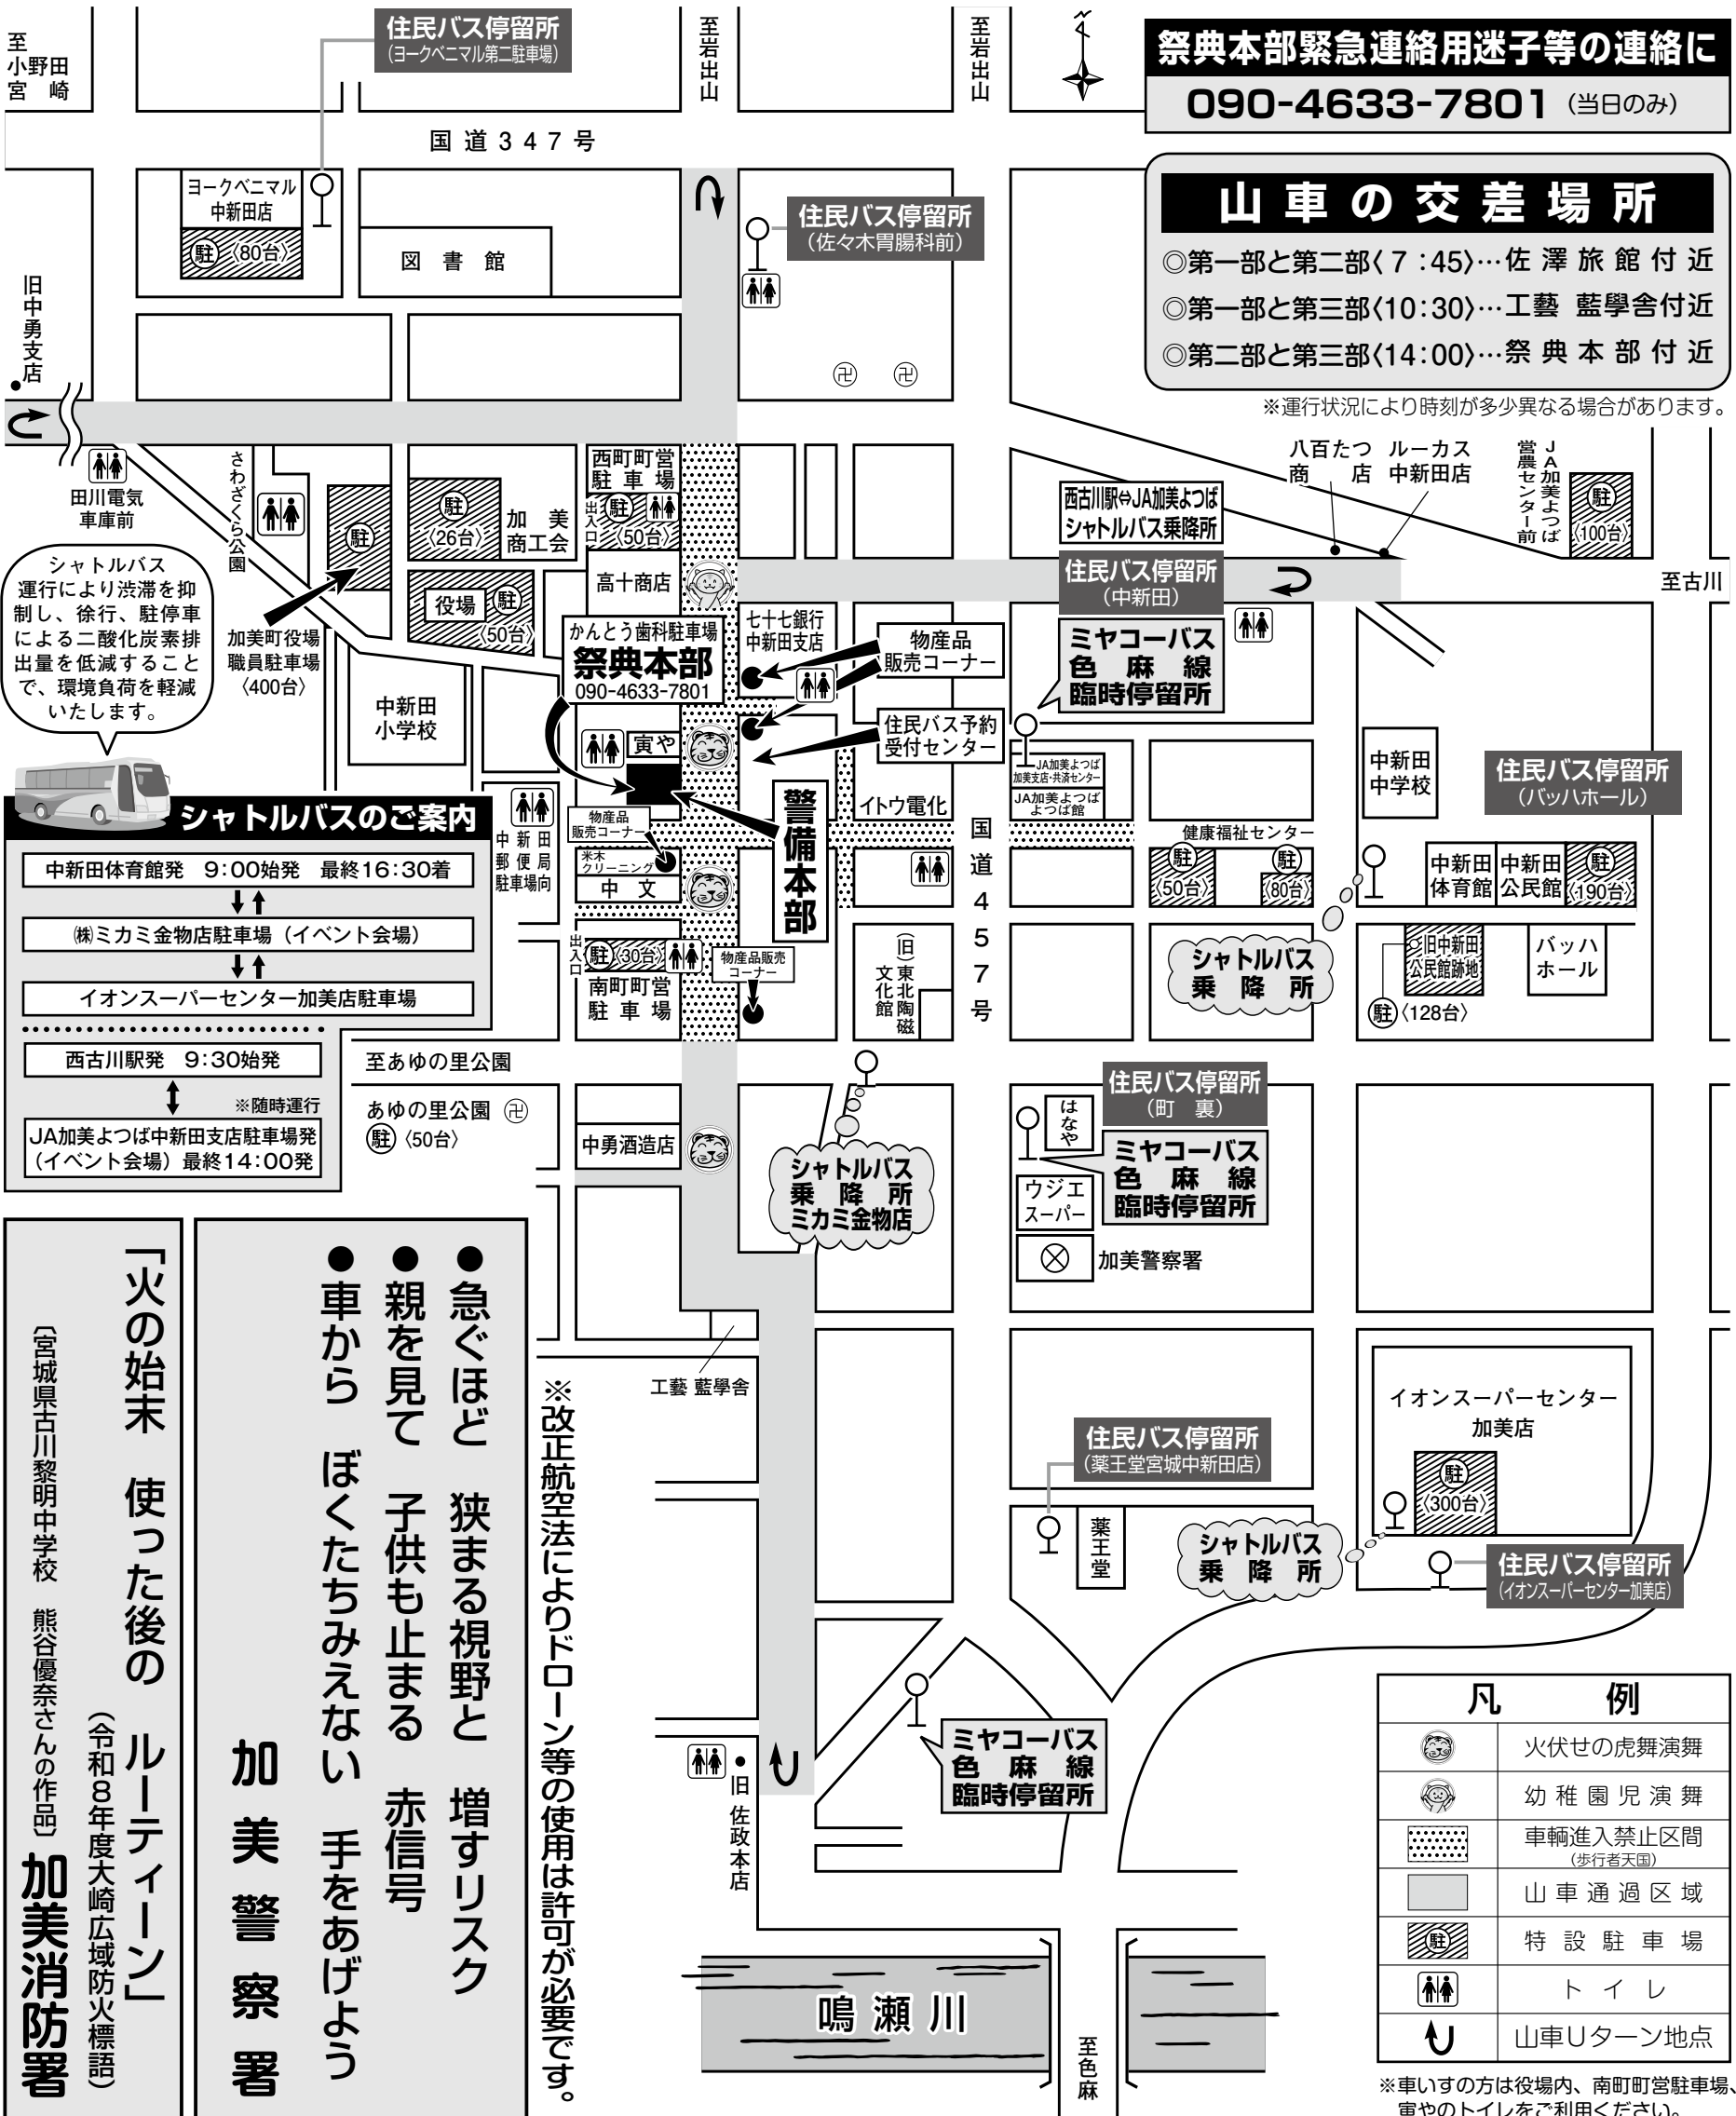 至
小野田
宮崎
住民バス停留所
(ヨークベニマル第二駐車場)
至岩出山
至岩出山
祭典本部緊急連絡用迷子等の連絡に
090-4633-7801(当日のみ)
国道347号
ヨークベニマル
中新田店
駐〈80台〉
図書館
住民バス停留所
(佐々木胃腸科前)
山車の交差場所
◎第一部と第二部〈7:45〉…佐澤旅館付近
◎第一部と第三部〈10:30〉…工藝 藍學舎付近
◎第二部と第三部〈14:00〉…祭典本部付近
※運行状況により時刻が多少異なる場合があります。
旧中勇支店
田川電気
車庫前
さわざくら公園
駐
加美町役場
職員駐車場
〈400台〉
駐
〈26台〉
加美
商工会
西町町営
駐車場
出入口
駐
〈50台〉
高十商店
役場
駐
〈50台〉
西古川駅⇔JA加美よつば
シャトルバス乗降所
住民バス停留所
(中新田)
ミヤコーバス
色麻線
臨時停留所
八百たつ
商店
ルーカス
中新田店
JA加美よつば
営農センター前
駐
〈100台〉
至古川
シャトルバス
運行により渋滞を抑
制し、徐行、駐停車
による二酸化炭素排
出量を低減すること
で、環境負荷を軽減
いたします。
中新田
小学校
かんとう歯科駐車場
祭典本部
090-4633-7801
七十七銀行
中新田支店
物産品
販売コーナー
住民バス予約
受付センター
寅や
警備本部
イトウ電化
国道457号
JA加美よつば
加美支店・共済センター
JA加美よつば
よつば館
中新田
中学校
住民バス停留所
(バッハホール)
健康福祉センター
駐
〈50台〉
駐
〈80台〉
中新田
体育館
中新田
公民館
駐
〈190台〉
シャトルバス
乗降所
旧中新田
公民館跡地
駐〈128台〉
バッハ
ホール
シャトルバスのご案内
中新田体育館発 9:00始発 最終16:30着
㈱ミカミ金物店駐車場(イベント会場)
イオンスーパーセンター加美店駐車場
西古川駅発 9:30始発
※随時運行
JA加美よつば中新田支店駐車場発
(イベント会場)最終14:00発
中新田
郵便局
駐車場向
物産品
販売コーナー
米木
クリーニング
中文
出入口
駐〈30台〉
南町町営
駐車場
物産品販売
コーナー
(旧)東北陶磁
文化館
至あゆの里公園
あゆの里公園
駐〈50台〉
中勇酒造店
シャトルバス
乗降所
ミカミ金物店
住民バス停留所
(町裏)
はなや
ミヤコーバス
色麻線
臨時停留所
ウジエ
スーパー
加美警察署
工藝 藍學舎
住民バス停留所
(薬王堂宮城中新田店)
薬王堂
シャトルバス
乗降所
イオンスーパーセンター
加美店
駐
〈300台〉
住民バス停留所
(イオンスーパーセンター加美店)
ミヤコーバス
色麻線
臨時停留所
旧佐政本店
※改正航空法によりドローン等の使用は許可が必要です。
●急ぐほど 狭まる視野と 増すリスク
●親を見て 子供も止まる 赤信号
●車から ぼくたちみえない 手をあげよう
加美警察署
「火の始末 使った後の ルーティーン」
(令和8年度大崎広域防火標語)
〔宮城県古川黎明中学校 熊谷優奈さんの作品〕
加美消防署
鳴瀬川
至色麻
凡例
火伏せの虎舞演舞
幼稚園児演舞
車輌進入禁止区間
(歩行者天国)
山車通過区域
駐
特設駐車場
トイレ
山車Uターン地点
※車いすの方は役場内、南町町営駐車場、
寅やのトイレをご利用ください。